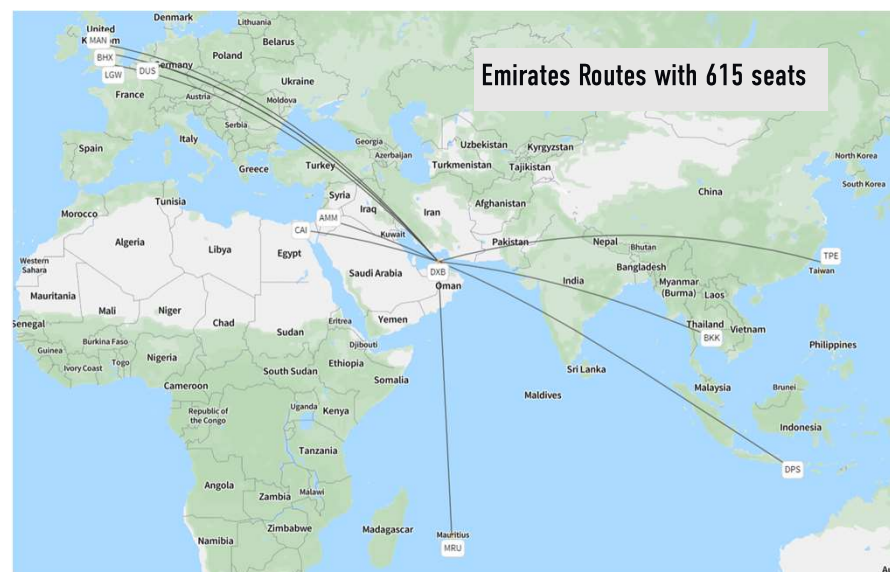 Emirates Routes with 615 seats
Denmark
Lithuania
United
MAN
BHX
Belarus
Poland
LGW
DUS
Germany
Ukraine
France
Austria
Moldova
Serbia
Italy
Spain
Georgia
Azerbaijan
Uzbekistan
Kyrgyzstan
Turkmenistan
Tajikistan
North Korea
South Korea
Greece
Turkey
China
Tunisia
Syria
Morocco
AMM
Iraq
Iran
Afghanistan
CAI
Kuwait
Pakistan
Nepal
Bhutan
Algeria
Libya
Egypt
TPE
Taiwan
Western
Sahara
Saudi Arabia
DXB
Oman
Bangladesh
India
Myanmar
(Burma)
Laos
Mauritania
Mali
Niger
Chad
Sudan
Eritrea
Yemen
Thailand
BKK
Vietnam
Senegal
Guinea
Burkina Faso
Ivory Coast
Togo
Nigeria
Djibouti
Ethiopia
South Sudan
Somalia
Sri Lanka
Philippines
Cameroon
Maldives
Malaysia
Brunei
Republic of
the Congo
Uganda
Kenya
Indonesia
Tanzania
DPS
Angola
Zambia
Malawi
Zimbabwe
Namibia
Madagascar
Mauritius
MRU